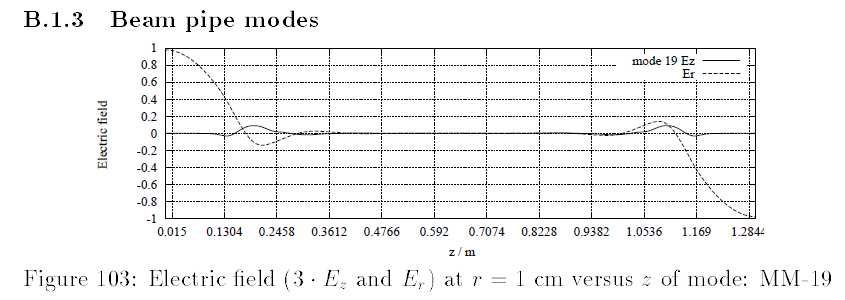 B.1.3 Beam pipe modes
1
0.8
0.6
0.4
0.2
0
-0.2
-0.4
-0.6
-0.8
-1
Electric field
mode 19 Ez
Er
0.015 0.1304 0.2458 0.3612 0.4766 0.592 0.7074 0.8228 0.9382 1.0536 1.169 1.2844
z / m
Figure 103: Electric field (3 · E_z and E_r) at r = 1 cm versus z of mode: MM-19